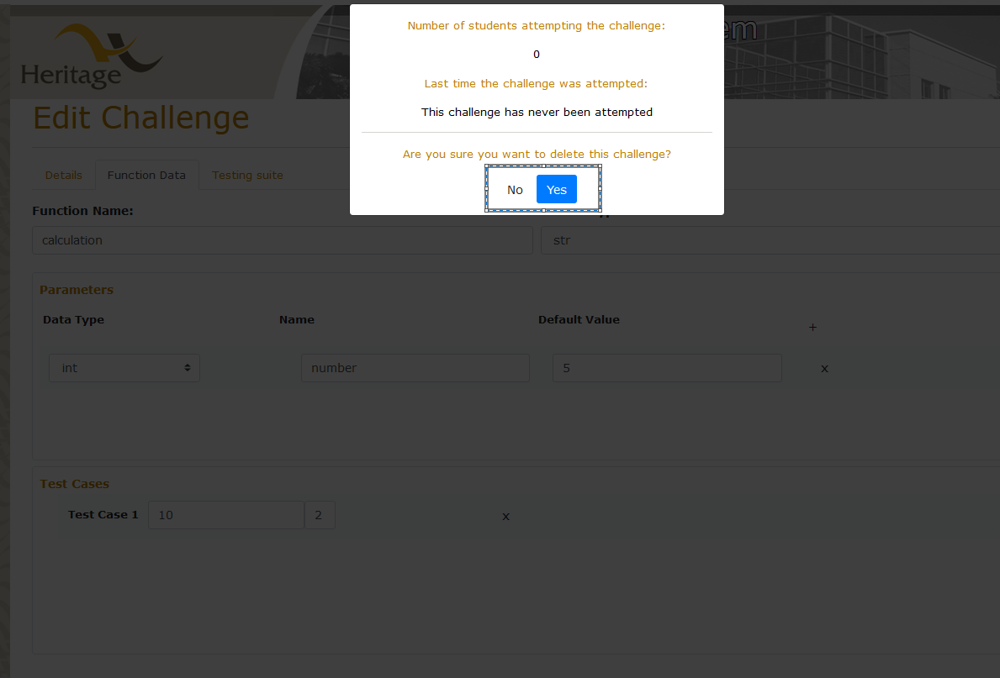 Number of students attempting the challenge:
0
Last time the challenge was attempted:
This challenge has never been attempted
Are you sure you want to delete this challenge?
No Yes
Heritage
Edit Challenge
Details Function Data Testing suite
Function Name:
calculation str
Parameters
Data Type Name Default Value +
int number 5 x
Test Cases
Test Case 1 10 2 x